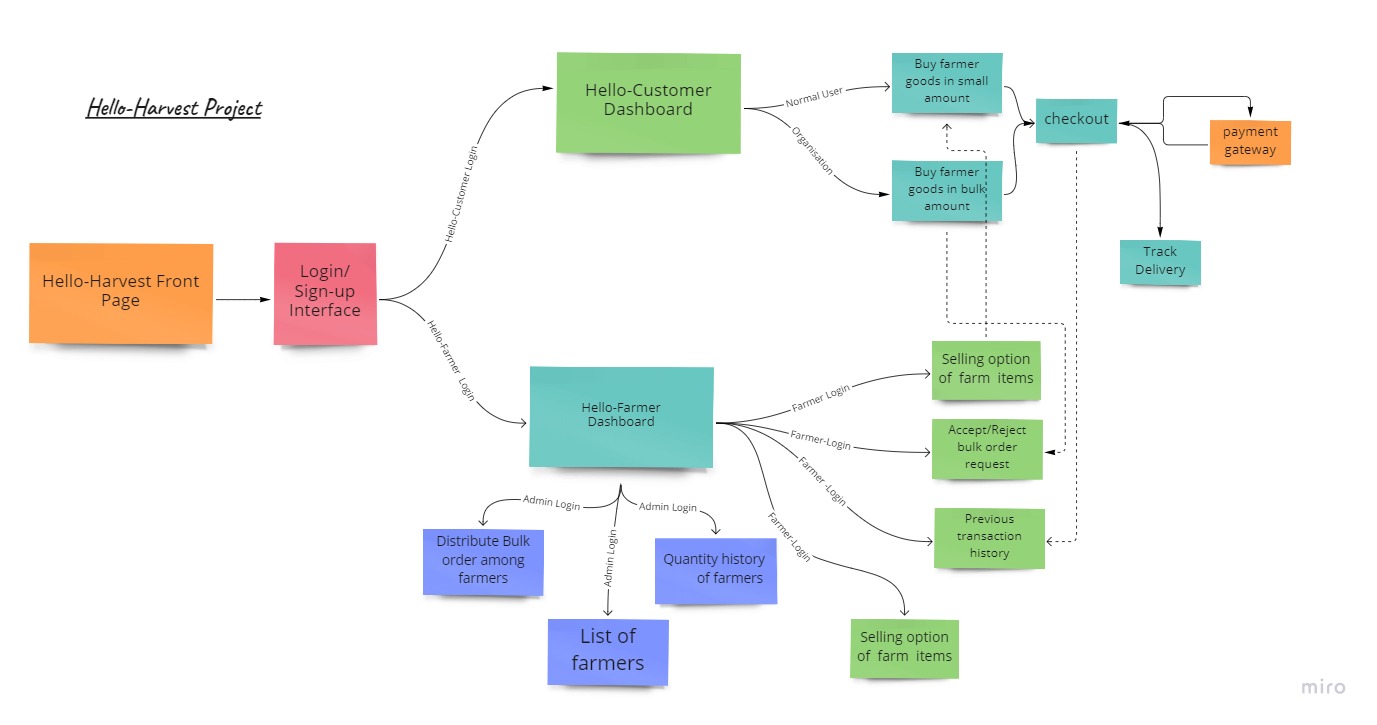 Hello-Harvest Project
Hello-Harvest Front
Page
Login/
Sign-up
Interface
Hello-Customer Login
Hello-Farmer Login
Hello-Customer
Dashboard
Normal User
Organisation
Buy farmer
goods in small
amount
Buy farmer
goods in bulk
amount
checkout
payment
gateway
Track
Delivery
Hello-Farmer
Dashboard
Farmer Login
Farmer-Login
Farmer -Login
Farmer-Login
Selling option
of farm items
Accept/Reject
bulk order
request
Previous
transaction
history
Selling option
of farm items
Admin Login
Admin Login
Admin Login
Distribute Bulk
order among
farmers
List of
farmers
Quantity history
of farmers
miro